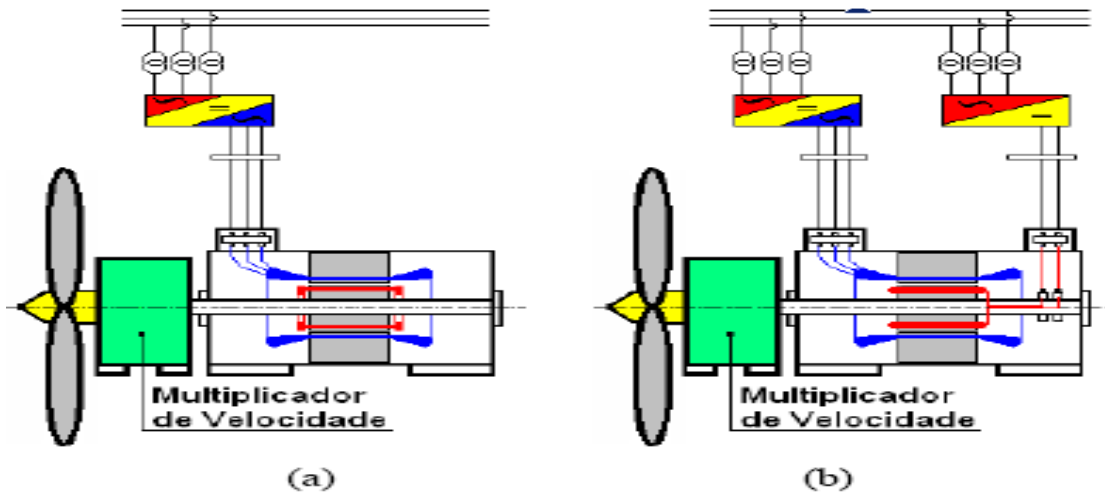 Multiplicador
de Velocidade
(a)
Multiplicador
de Velocidade
(b)